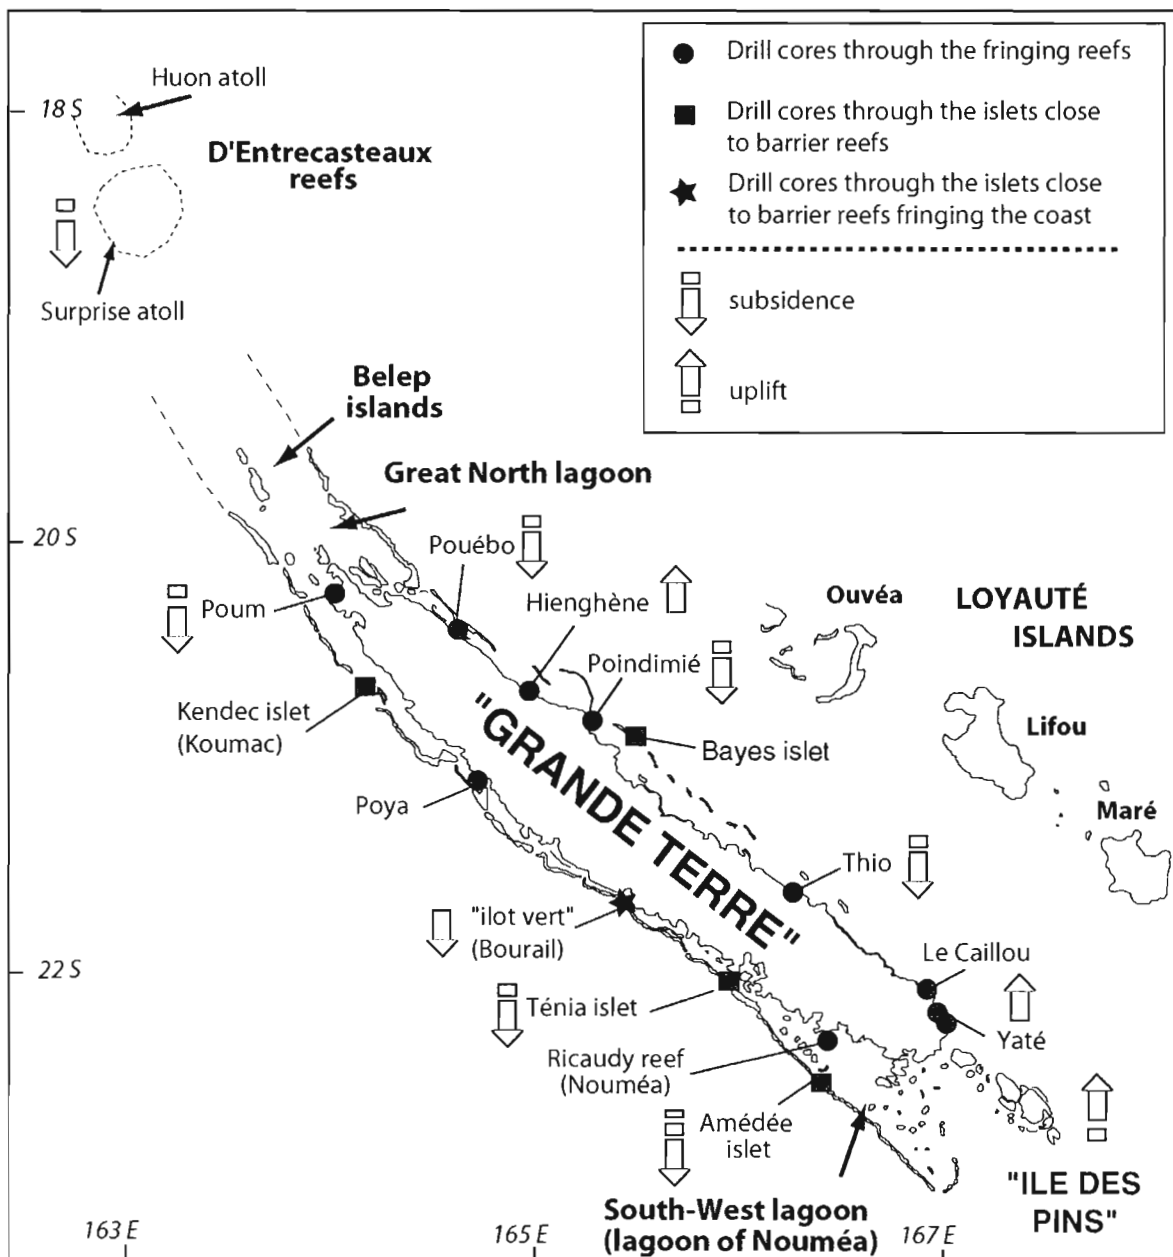 Drill cores through the fringing reefs
Drill cores through the islets close
to barrier reefs
Drill cores through the islets close
to barrier reefs fringing the coast
subsidence
uplift
Huon atoll
18 S
D'Entrecasteaux
reefs
Surprise atoll
Belep
islands
Great North lagoon
20 S
Pouébo
Poum
Hienghène
Ouvéa
LOYAUTÉ
ISLANDS
Poindimié
Kendec islet
(Koumac)
Bayes islet
Lifou
Poya
Maré
"GRANDE TERRE"
Thio
"ilot vert"
(Bourail)
Le Caillou
22 S
Ténia islet
Yaté
Ricaudy reef
(Nouméa)
Amédée
islet
"ILE DES
PINS"
South-West lagoon
(lagoon of Nouméa)
163 E
165 E
167 E